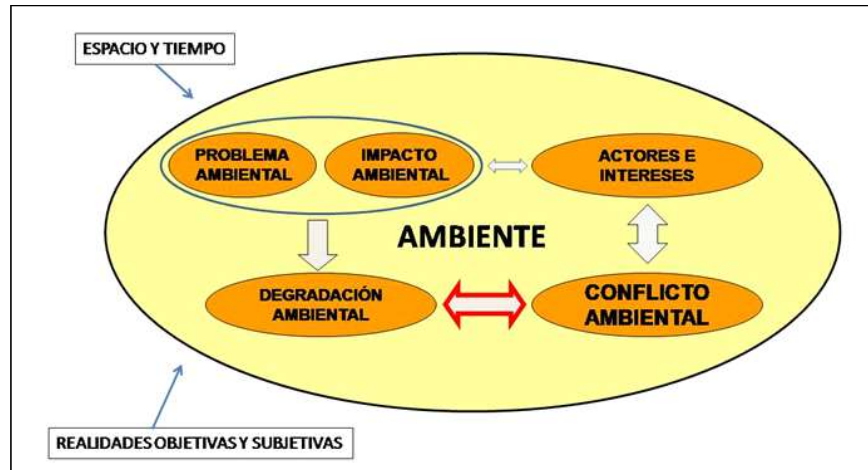 ESPACIO Y TIEMPO
PROBLEMA
AMBIENTAL
IMPACTO
AMBIENTAL
ACTORES E
INTERESES
AMBIENTE
DEGRADACIÓN
AMBIENTAL
CONFLICTO
AMBIENTAL
REALIDADES OBJETIVAS Y SUBJETIVAS